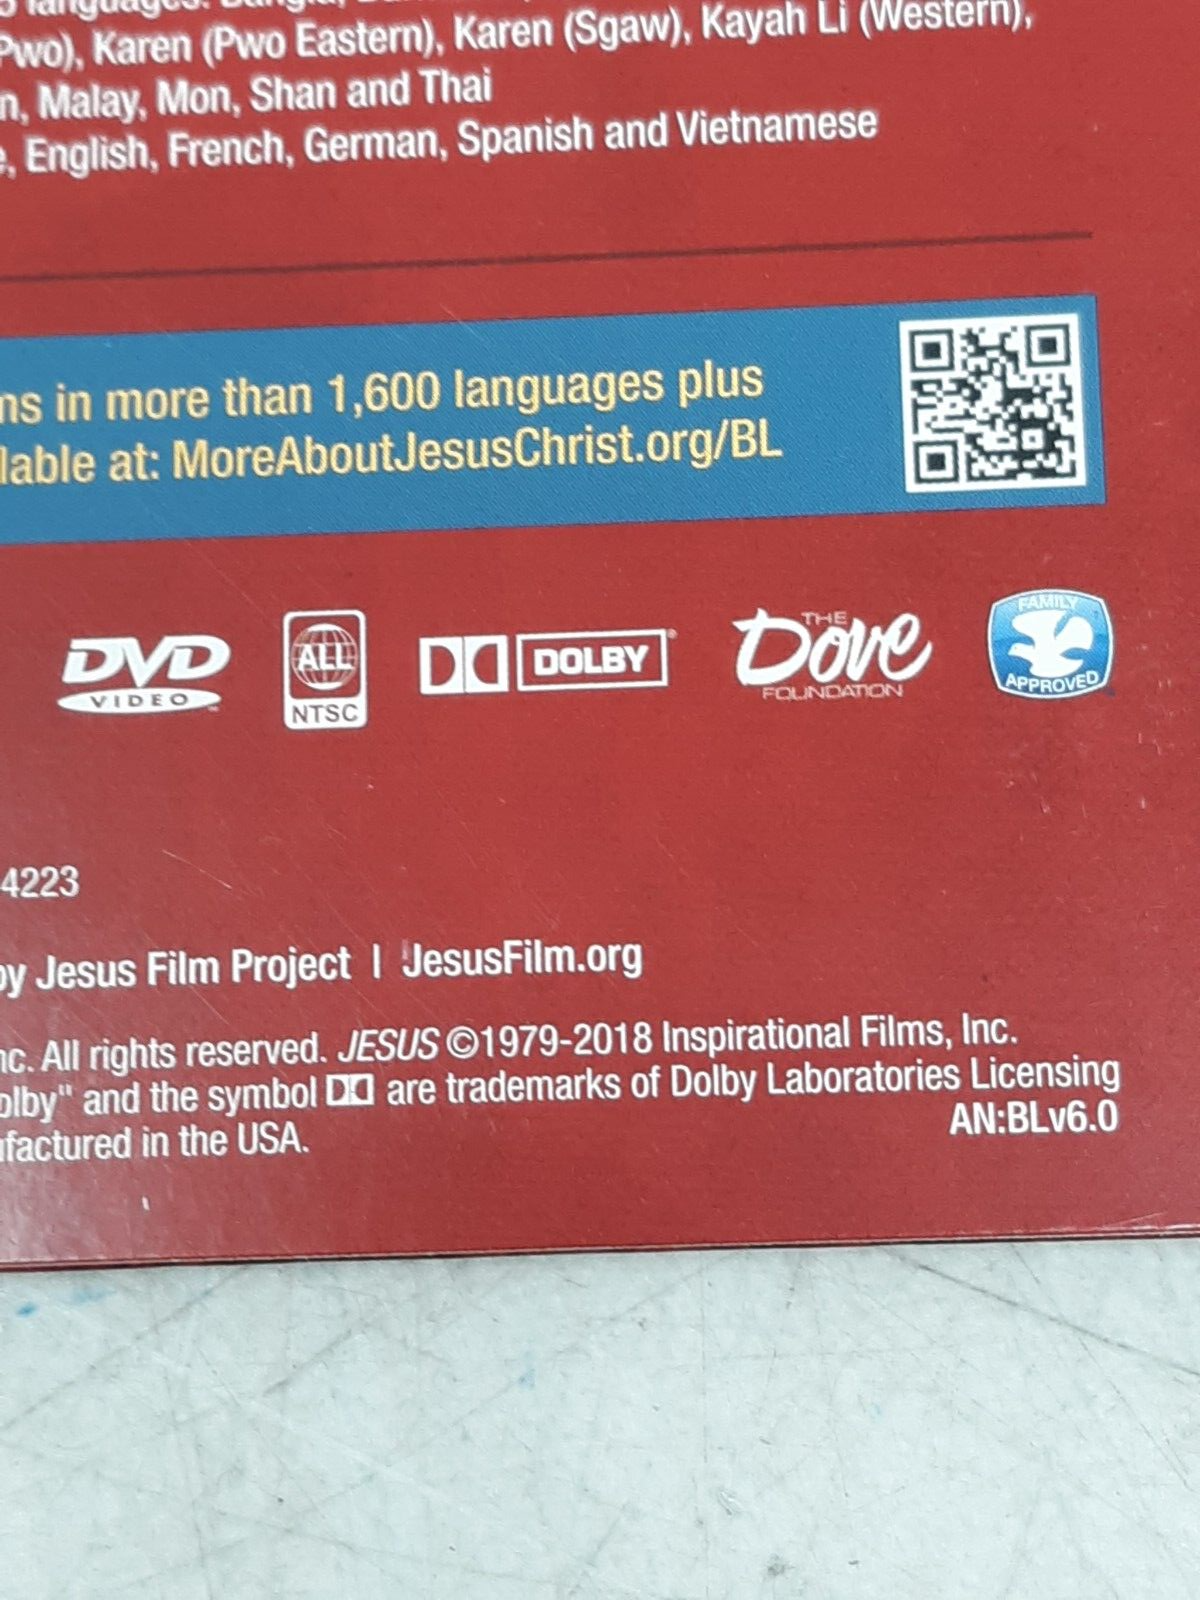 languages: Bangla,
Pwo), Karen (Pwo Eastern), Karen (Sgaw), Kayah Li (Western),
n, Malay, Mon, Shan and Thai
e, English, French, German, Spanish and Vietnamese
ns in more than 1,600 languages plus
lable at: MoreAboutJesusChrist.org/BL
DVD
VIDEO
ALL
NTSC
DOLBY®
THE
Dove
FOUNDATION
FAMILY
APPROVED
4223
by Jesus Film Project | JesusFilm.org
nc. All rights reserved. JESUS ©1979-2018 Inspirational Films, Inc.
olby" and the symbol are trademarks of Dolby Laboratories Licensing
ufactured in the USA.
AN:BLv6.0